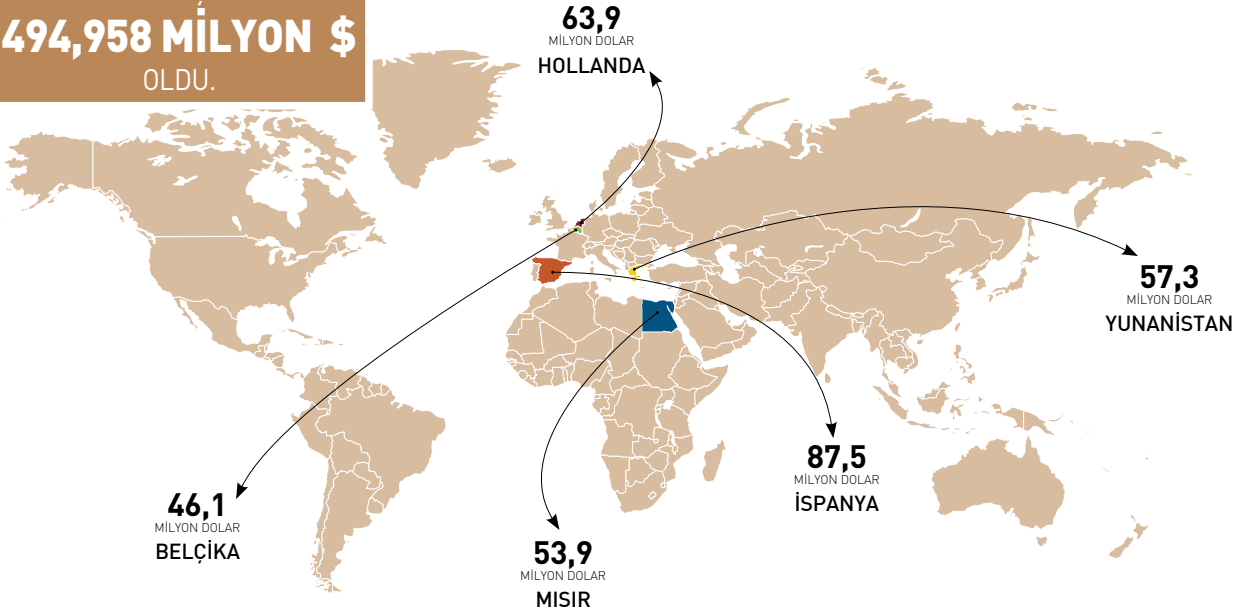 494,958 MİLYON $
OLDU.
63,9
MİLYON DOLAR
HOLLANDA
57,3
MİLYON DOLAR
YUNANİSTAN
87,5
MİLYON DOLAR
İSPANYA
46,1
MİLYON DOLAR
BELÇİKA
53,9
MİLYON DOLAR
MISIR